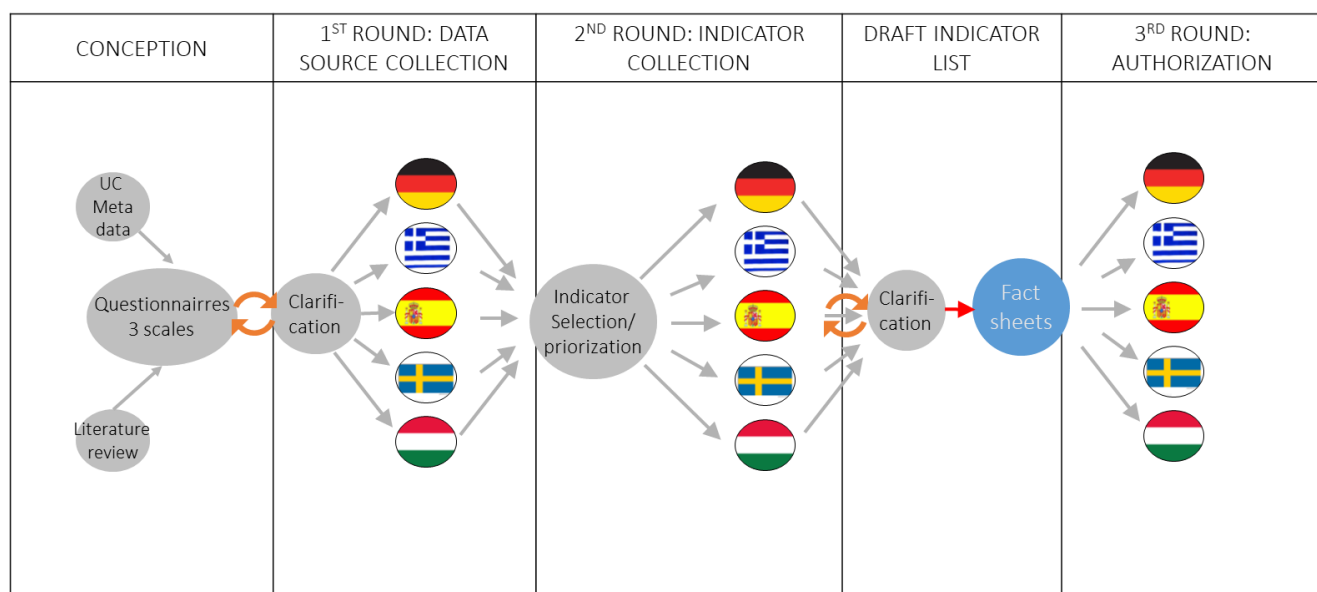 CONCEPTION
1ST ROUND: DATA
SOURCE COLLECTION
2ND ROUND: INDICATOR
COLLECTION
DRAFT INDICATOR
LIST
3RD ROUND:
AUTHORIZATION
UC
Meta
data
Questionnairres
3 scales
Literature
review
Clarifi-
cation
Indicator
Selection/
priorization
Clarifi-
cation
Fact
sheets